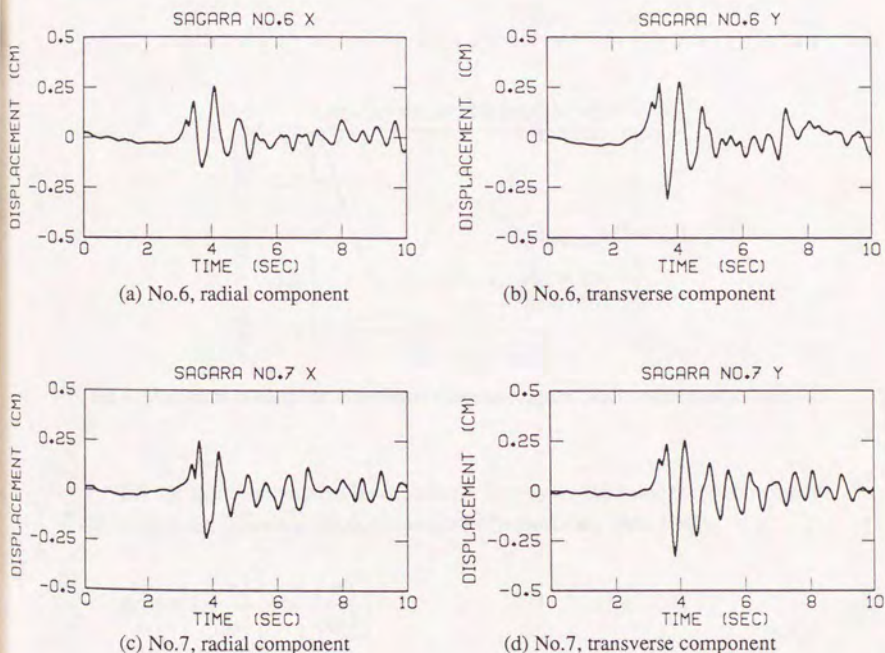 SAGARA NO.6 X
DISPLACEMENT (CM)
0.5
0.25
0
-0.25
-0.5
0 2 4 6 8 10
TIME (SEC)
(a) No.6, radial component
SAGARA NO.6 Y
DISPLACEMENT (CM)
0.5
0.25
0
-0.25
-0.5
0 2 4 6 8 10
TIME (SEC)
(b) No.6, transverse component
SAGARA NO.7 X
DISPLACEMENT (CM)
0.5
0.25
0
-0.25
-0.5
0 2 4 6 8 10
TIME (SEC)
(c) No.7, radial component
SAGARA NO.7 Y
DISPLACEMENT (CM)
0.5
0.25
0
-0.25
-0.5
0 2 4 6 8 10
TIME (SEC)
(d) No.7, transverse component